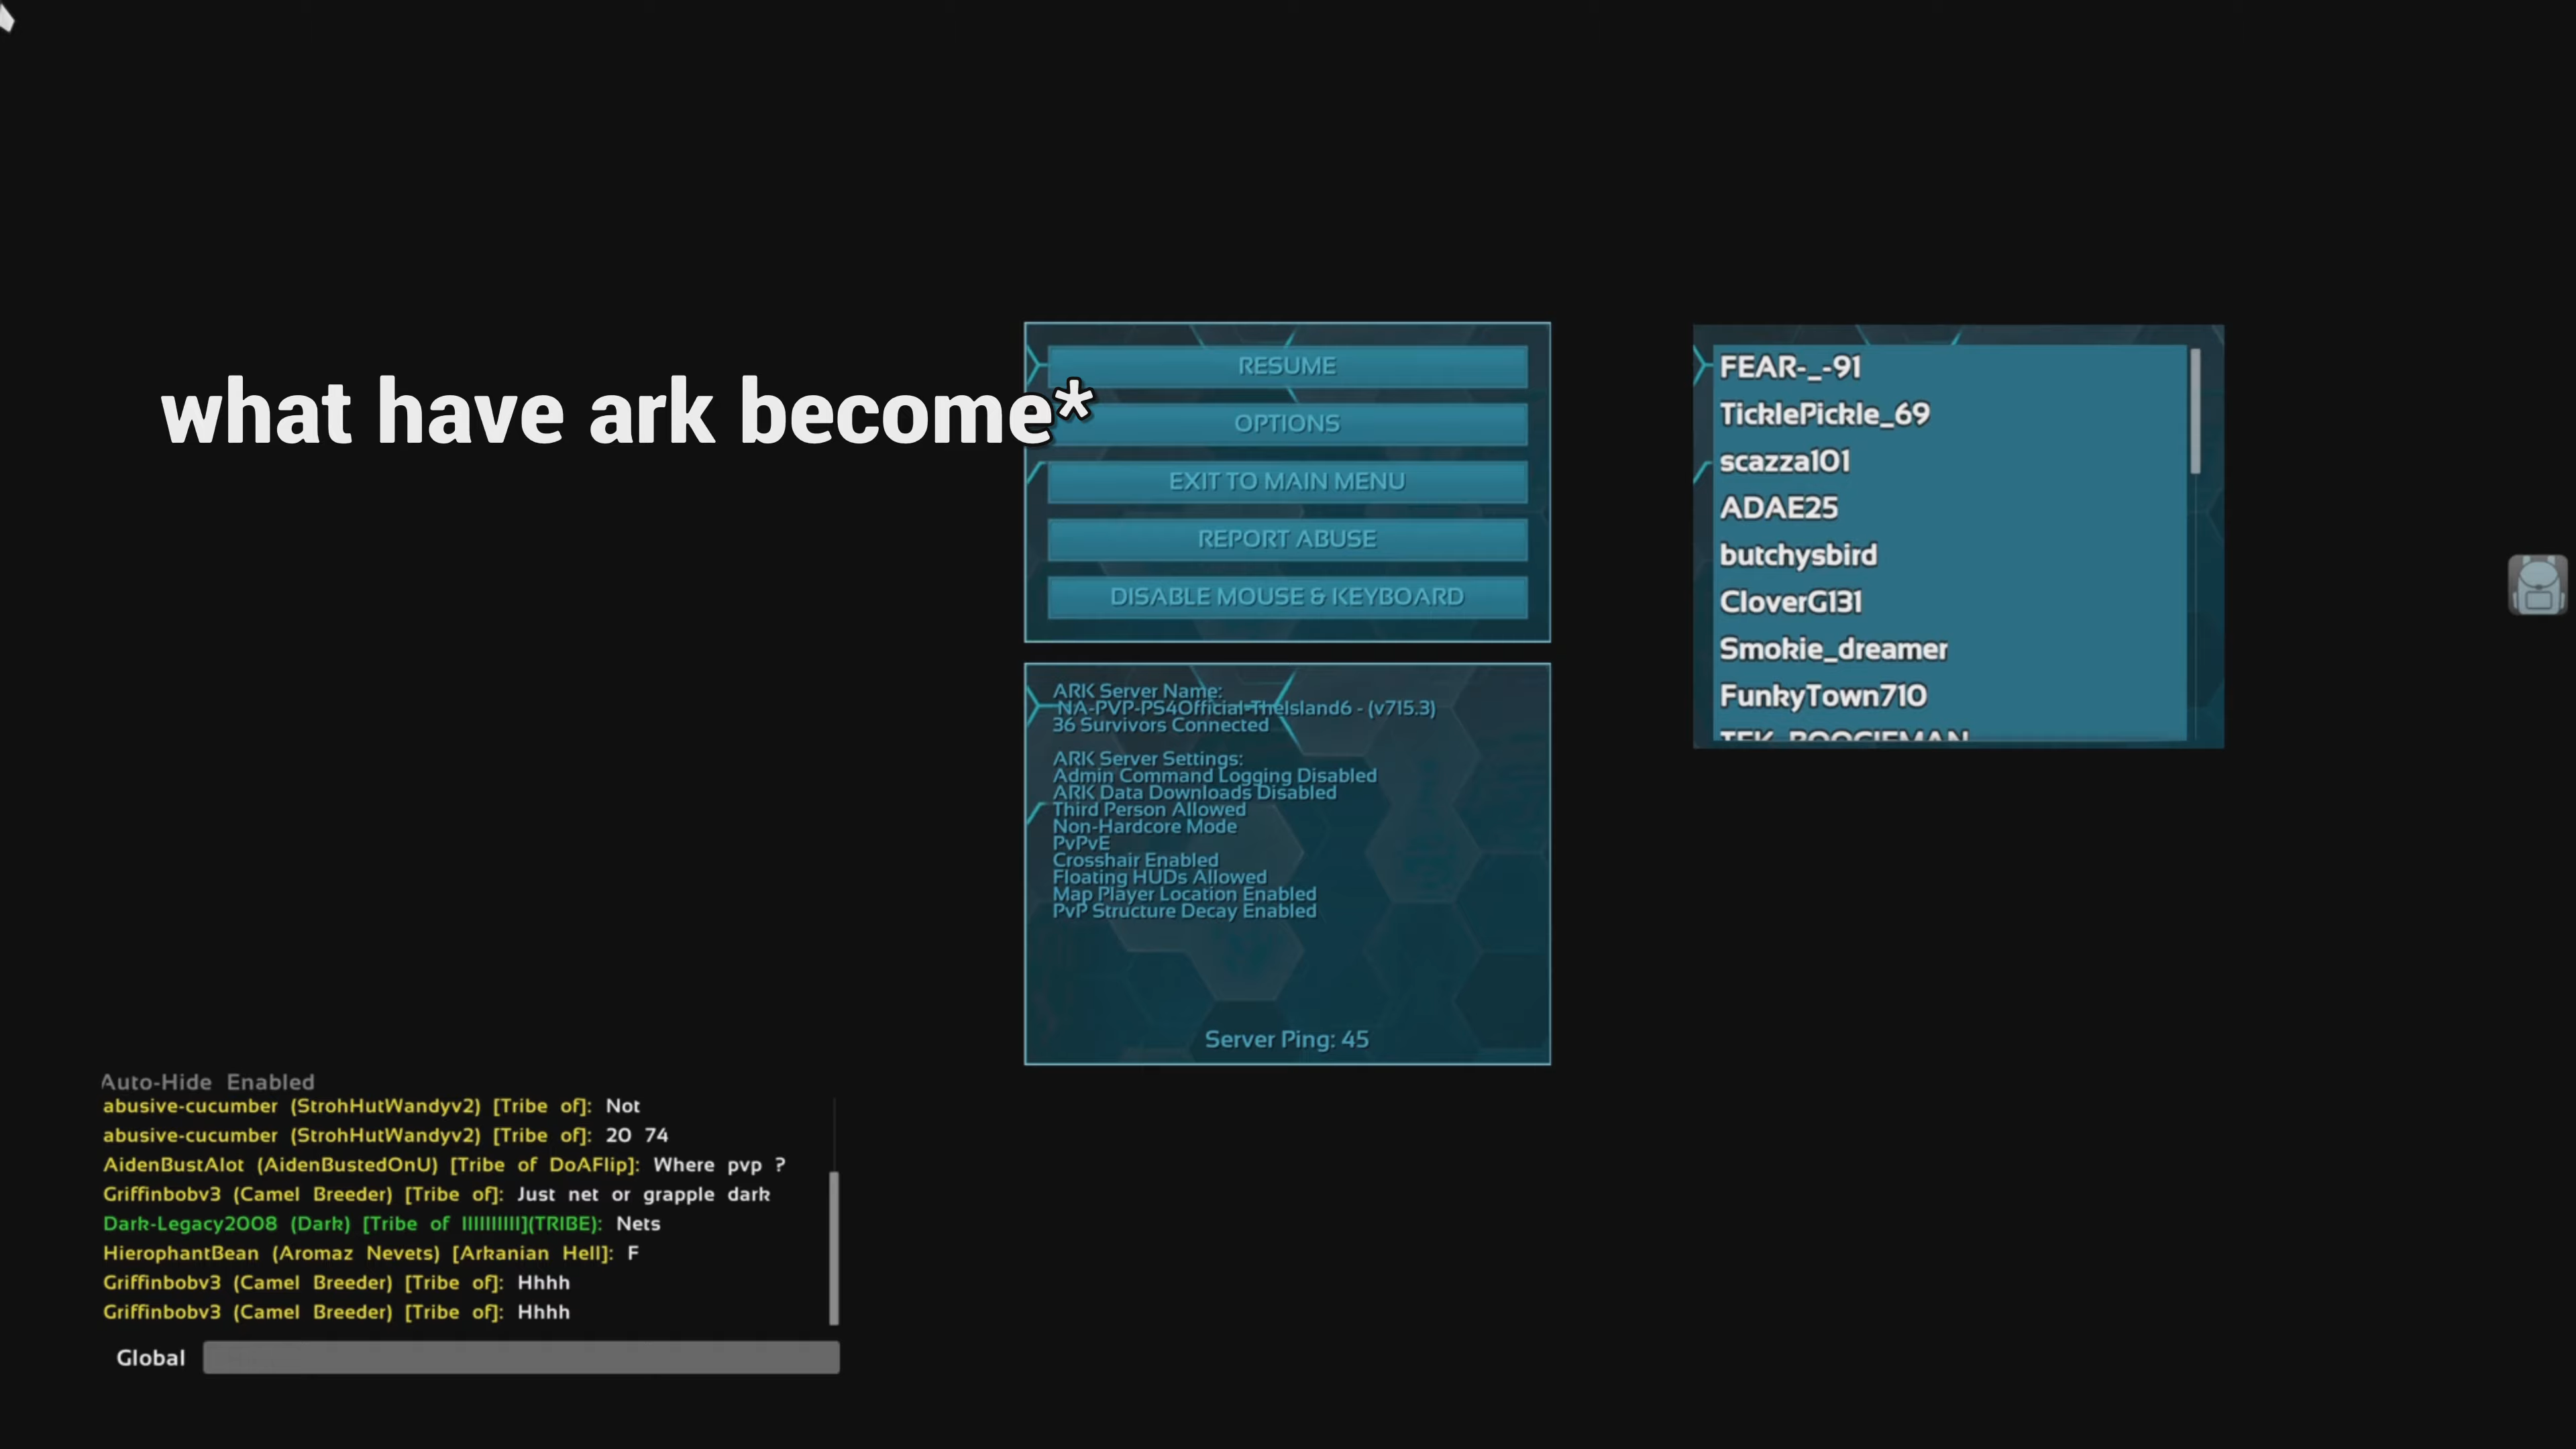 what have ark become*
RESUME
OPTIONS
EXIT TO MAIN MENU
REPORT ABUSE
DISABLE MOUSE & KEYBOARD
FEAR-_-91
TicklePickle_69
scazza101
ADAE25
butchysbird
CloverG131
Smokie_dreamer
FunkyTown710
TEK_BOOGIEMAN
ARK Server Name:
NA-PVP-PS4Official-TheIsland6 - (v715.3)
36 Survivors Connected
ARK Server Settings:
Admin Command Logging Disabled
ARK Data Downloads Disabled
Third Person Allowed
Non-Hardcore Mode
PvPvE
Crosshair Enabled
Floating HUDs Allowed
Map Player Location Enabled
PvP Structure Decay Enabled
Server Ping: 45
Auto-Hide Enabled
abusive-cucumber (StrohHutWandyv2) [Tribe of]: Not
abusive-cucumber (StrohHutWandyv2) [Tribe of]: 20 74
AidenBustAlot (AidenBustedOnU) [Tribe of DoAFlip]: Where pvp ?
Griffinbobv3 (Camel Breeder) [Tribe of]: Just net or grapple dark
Dark-Legacy2008 (Dark) [Tribe of IIIIIIIIII](TRIBE): Nets
HierophantBean (Aromaz Nevets) [Arkanian Hell]: F
Griffinbobv3 (Camel Breeder) [Tribe of]: Hhhh
Griffinbobv3 (Camel Breeder) [Tribe of]: Hhhh
Global